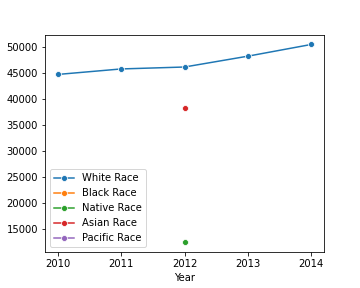 50000
45000
40000
35000
30000
25000
20000
15000
White Race
Black Race
Native Race
Asian Race
Pacific Race
2010 2011 2012 2013 2014
Year